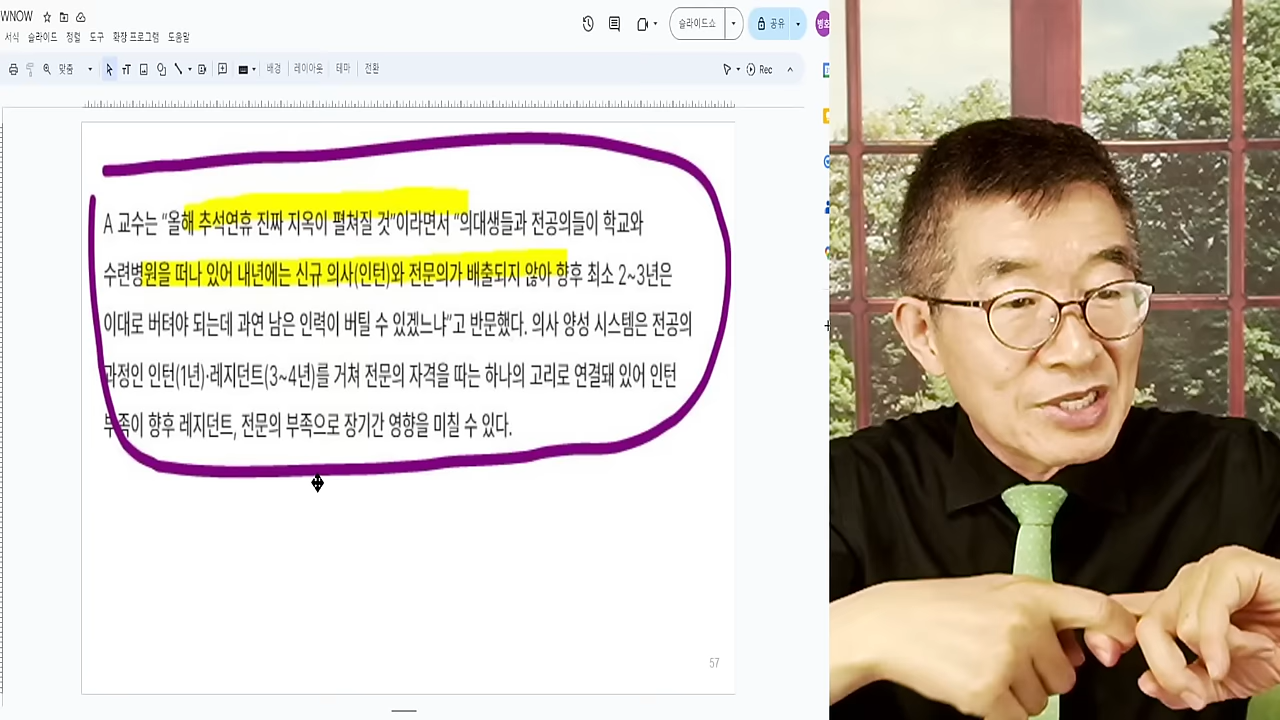 WNOW
슬라이드쇼
공유
병호
서식 슬라이드 정렬 도구 확장 프로그램 도움말
맞춤 배경 레이아웃 테마 전환 Rec
A 교수는 “올해 추석연휴 진짜 지옥이 펼쳐질 것”이라면서 “의대생들과 전공의들이 학교와
수련병원을 떠나 있어 내년에는 신규 의사(인턴)와 전문의가 배출되지 않아 향후 최소 2~3년은
이대로 버텨야 되는데 과연 남은 인력이 버틸 수 있겠느냐”고 반문했다. 의사 양성 시스템은 전공의
과정인 인턴(1년)·레지던트(3~4년)를 거쳐 전문의 자격을 따는 하나의 고리로 연결돼 있어 인턴
부족이 향후 레지던트, 전문의 부족으로 장기간 영향을 미칠 수 있다.
57